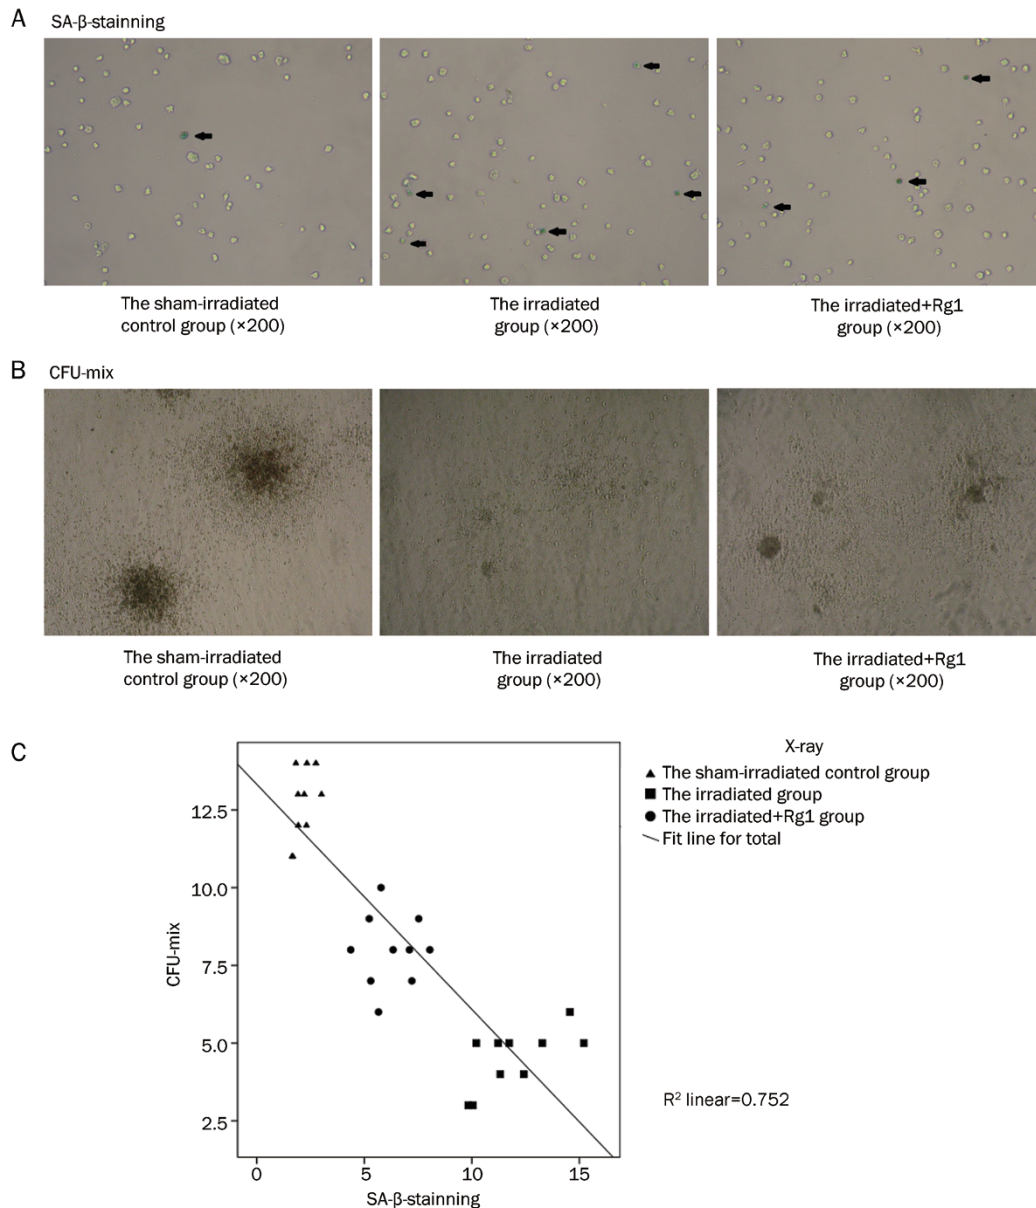 A
SA-β-stainning
The sham-irradiated
control group (×200)
The irradiated
group (×200)
The irradiated+Rg1
group (×200)
B
CFU-mix
The sham-irradiated
control group (×200)
The irradiated
group (×200)
The irradiated+Rg1
group (×200)
C
X-ray
The sham-irradiated control group
The irradiated group
The irradiated+Rg1 group
Fit line for total
12.5
10.0
7.5
5.0
2.5
CFU-mix
0
5
10
15
SA-β-stainning
R² linear=0.752